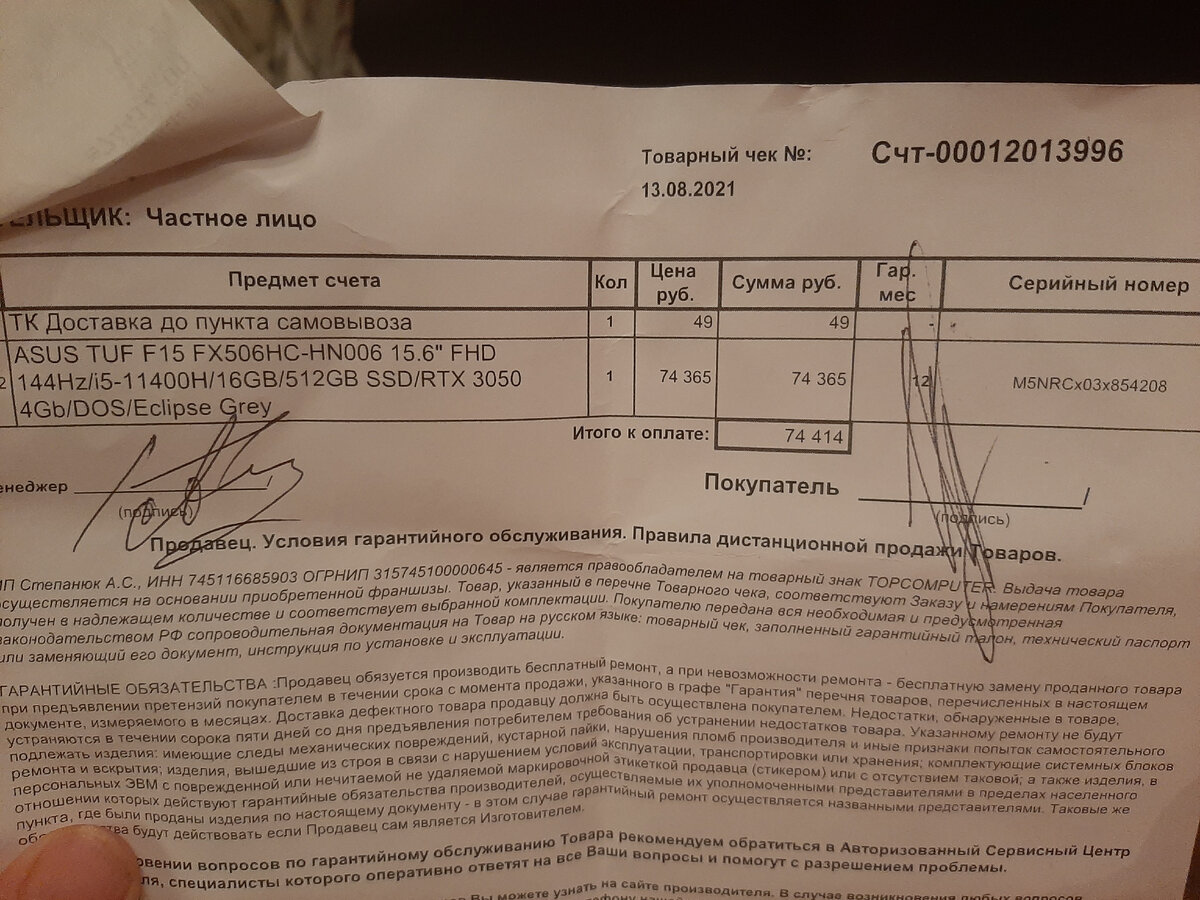 Товарный чек №: Счт-00012013996
13.08.2021
ЕЛЬЩИК: Частное лицо
Предмет счета Кол Цена руб. Сумма руб. Гар. мес Серийный номер
ТК Доставка до пункта самовывоза 1 49 49 - -
2 ASUS TUF F15 FX506HC-HN006 15.6" FHD
144Hz/i5-11400H/16GB/512GB SSD/RTX 3050 1 74 365 74 365 12 M5NRCx03x854208
4Gb/DOS/Eclipse Grey
Итого к оплате: 74 414
енеджер / Покупатель /
(подпись) (подпись)
Продавец. Условия гарантийного обслуживания. Правила дистанционной продажи Товаров.
ИП Степанюк А.С., ИНН 745116685903 ОГРНИП 315745100000645 - является правообладателем на товарный знак TOPCOMPUTER. Выдача товара
осуществляется на основании приобретенной франшизы. Товар, указанный в перечне Товарного чека, соответствуют Заказу и намерениям Покупателя,
получен в надлежащем количестве и соответствует выбранной комплектации. Покупателю передана вся необходимая и предусмотренная
законодательством РФ сопроводительная документация на Товар на русском языке: товарный чек, заполненный гарантийный талон, технический паспорт
или заменяющий его документ, инструкция по установке и эксплуатации.
ГАРАНТИЙНЫЕ ОБЯЗАТЕЛЬСТВА :Продавец обязуется производить бесплатный ремонт, а при невозможности ремонта - бесплатную замену проданного товара
при предъявлении претензий покупателем в течении срока с момента продажи, указанного в графе "Гарантия" перечня товаров, перечисленных в настоящем
документе, измеряемого в месяцах. Доставка дефектного товара продавцу должна быть осуществлена покупателем. Недостатки, обнаруженные в товаре,
устраняются в течении сорока пяти дней со дня предъявления потребителем требования об устранении недостатков товара. Указанному ремонту не будут
подлежать изделия: имеющие следы механических повреждений, кустарной пайки, нарушения пломб производителя и иные признаки попыток самостоятельного
ремонта и вскрытия; изделия, вышедшие из строя в связи с нарушением условий эксплуатации, транспортировки или хранения; комплектующие системных блоков
персональных ЭВМ с поврежденной или нечитаемой не удаляемой маркировочной этикеткой продавца (стикером) или с отсутствием таковой; а также изделия, в
отношении которых действуют гарантийные обязательства производителей, осуществляемые их уполномоченными представителями в пределах населенного
пункта, где были проданы изделия по настоящему документу - в этом случае гарантийный ремонт осуществляется названными представителями. Таковые же
обя ства будут действовать если Продавец сам является Изготовителем.
овении вопросов по гарантийному обслуживанию Товара рекомендуем обратиться в Авторизованный Сервисный Центр
ля, специалисты которого оперативно ответят на все Ваши вопросы и помогут с разрешением проблемы.
Вы можете узнать на сайте производителя. В случае возникновения любых вопросов